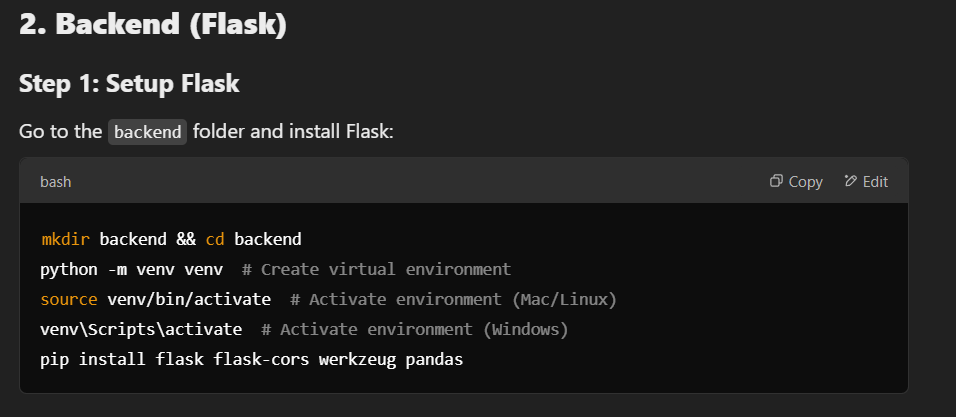 2. Backend (Flask)
Step 1: Setup Flask
Go to the backend folder and install Flask:
bash
Copy
Edit
mkdir backend && cd backend
python -m venv venv  # Create virtual environment
source venv/bin/activate  # Activate environment (Mac/Linux)
venv\Scripts\activate  # Activate environment (Windows)
pip install flask flask-cors werkzeug pandas